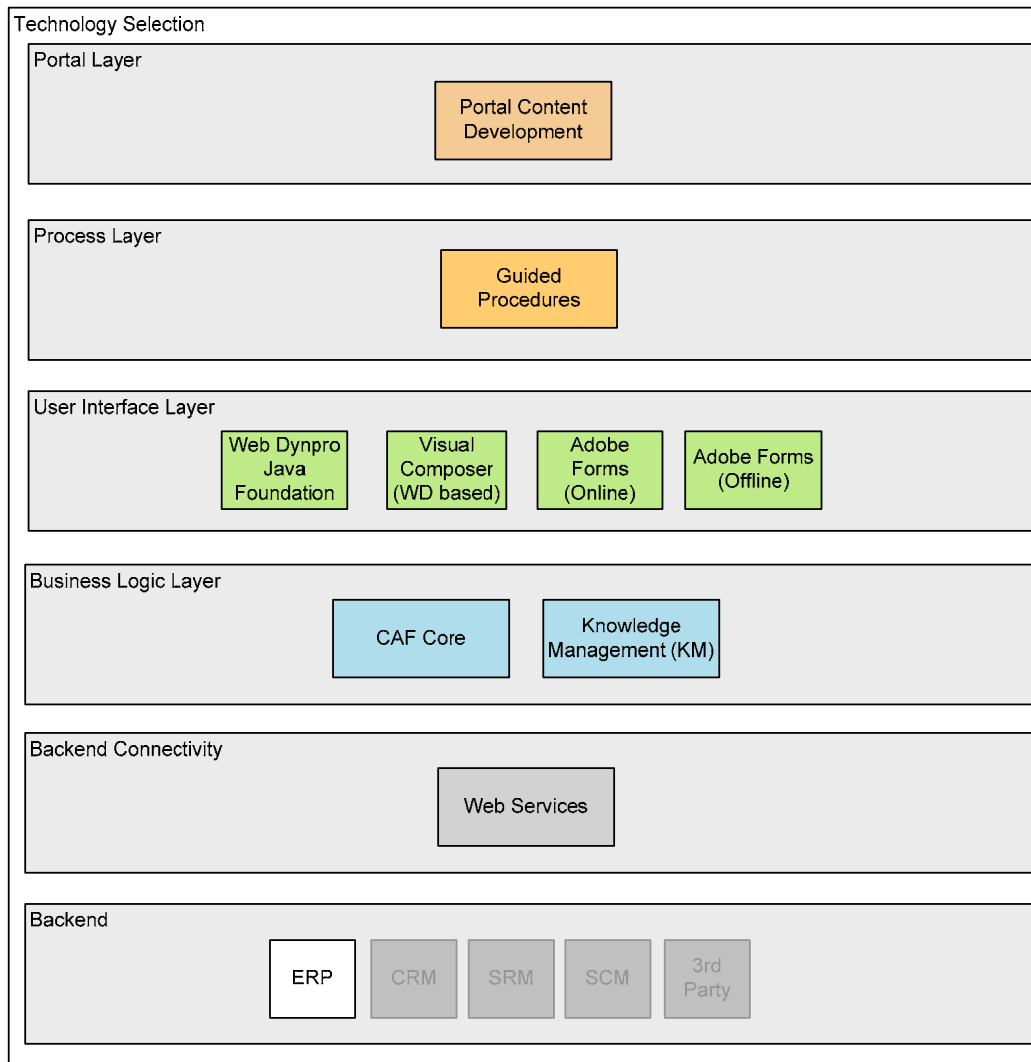 Technology Selection
Portal Layer
Portal Content
Development
Process Layer
Guided
Procedures
User Interface Layer
Web Dynpro
Java
Foundation
Visual
Composer
(WD based)
Adobe
Forms
(Online)
Adobe Forms
(Offline)
Business Logic Layer
CAF Core
Knowledge
Management (KM)
Backend Connectivity
Web Services
Backend
ERP
CRM
SRM
SCM
3rd
Party